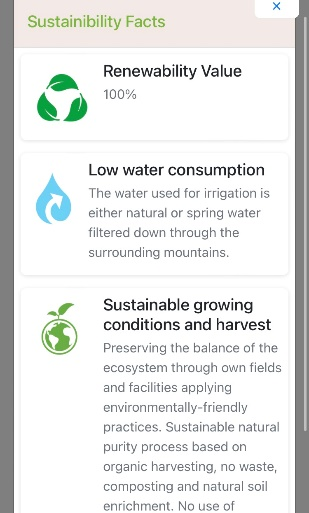 Sustainibility Facts
Renewability Value
100%
Low water consumption
The water used for irrigation is
either natural or spring water
filtered down through the
surrounding mountains.
Sustainable growing
conditions and harvest
Preserving the balance of the
ecosystem through own fields
and facilities applying
environmentally-friendly
practices. Sustainable natural
purity process based on
organic harvesting, no waste,
composting and natural soil
enrichment. No use of